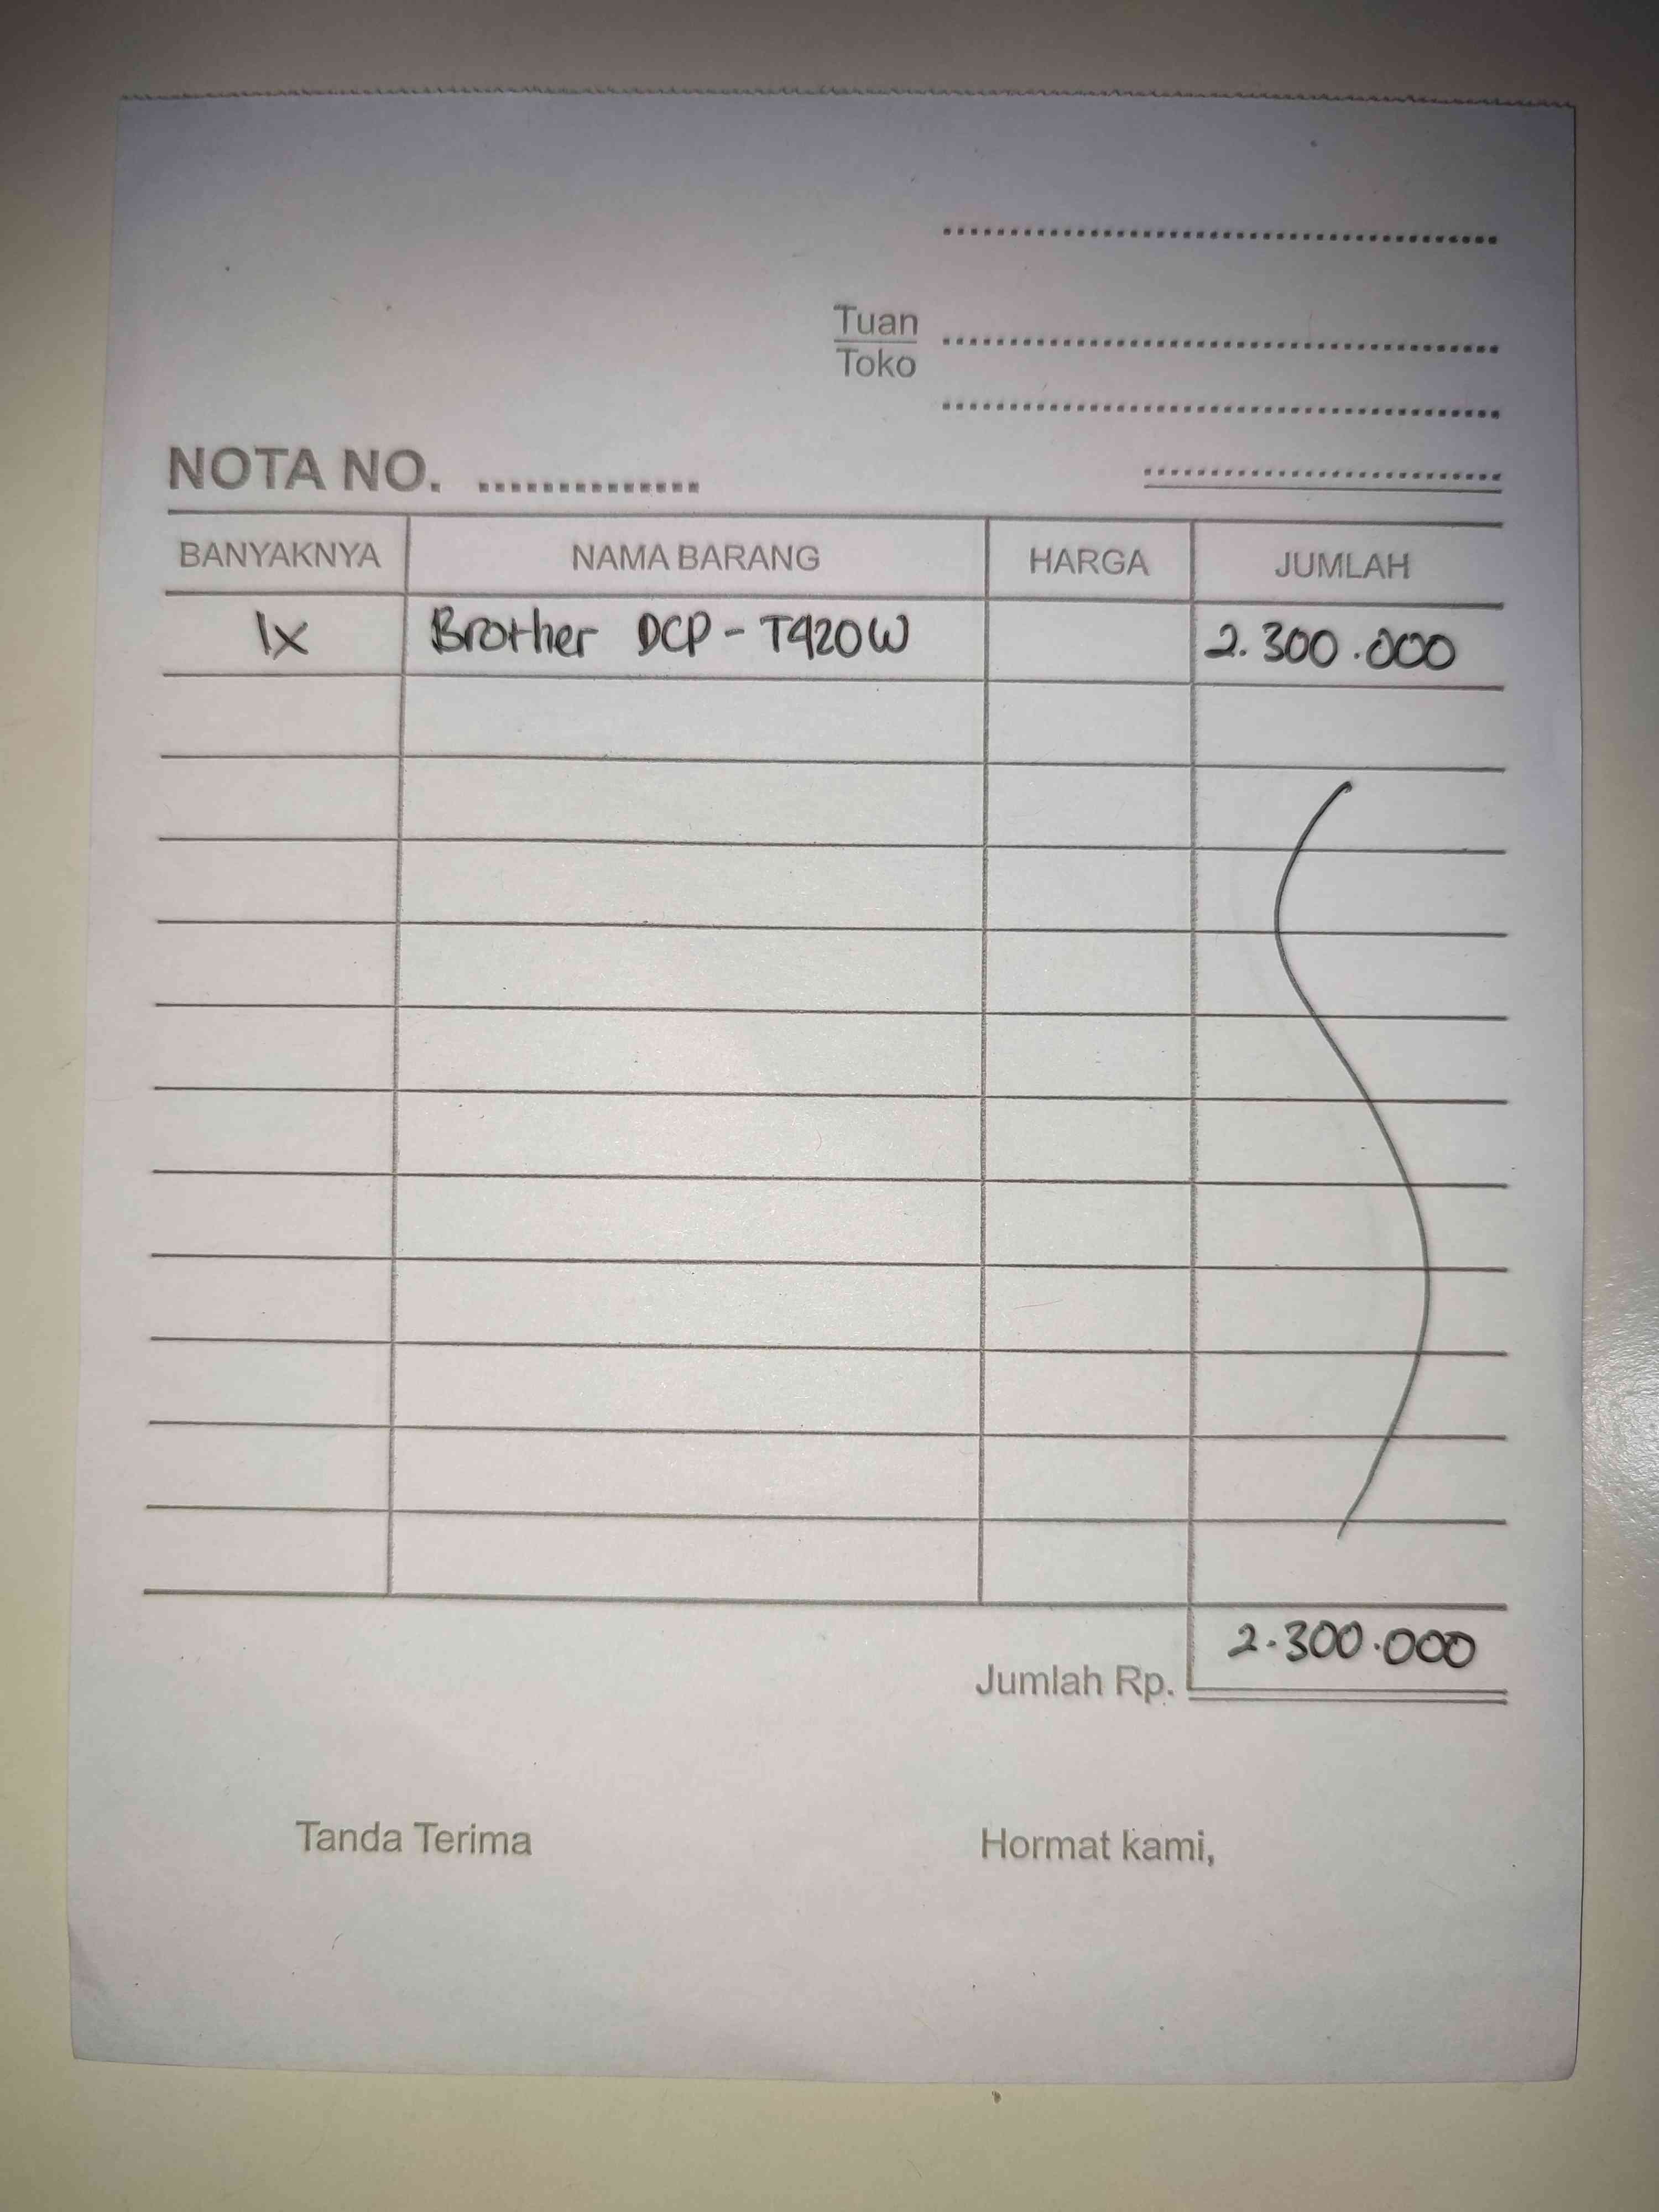 Tuan
Toko
NOTA NO. ..............
BANYAKNYA NAMA BARANG HARGA JUMLAH
1x Brother DCP-T420W 2.300.000
Jumlah Rp. 2.300.000
Tanda Terima Hormat kami,